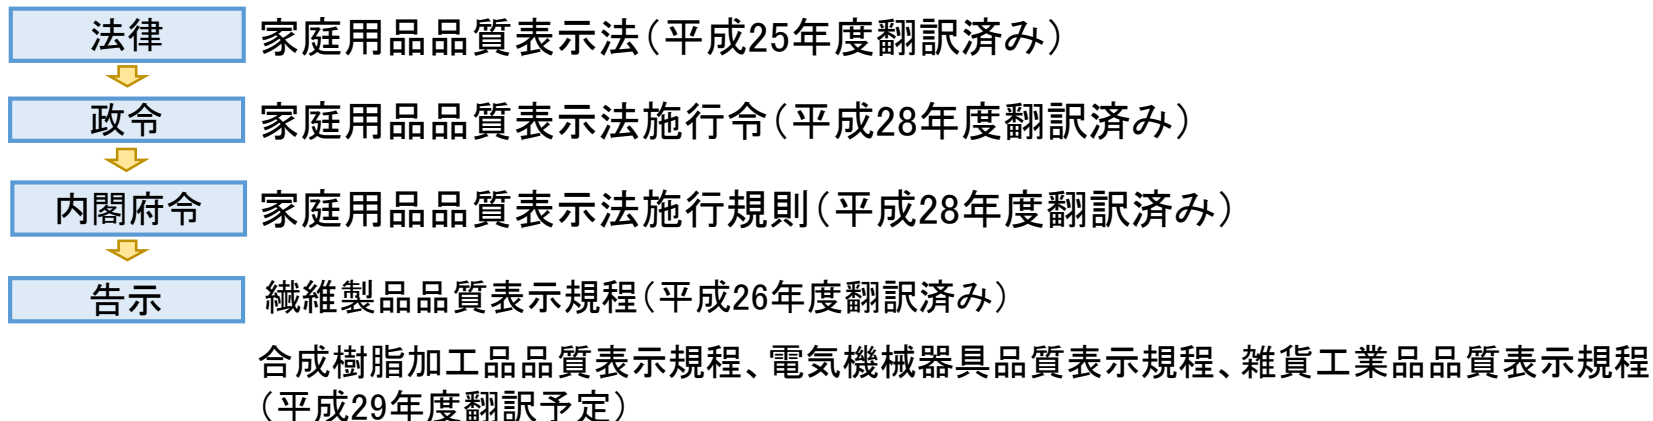 法律 家庭用品品質表示法（平成25年度翻訳済み）
政令 家庭用品品質表示法施行令（平成28年度翻訳済み）
内閣府令 家庭用品品質表示法施行規則（平成28年度翻訳済み）
告示 繊維製品品質表示規程（平成26年度翻訳済み）
合成樹脂加工品品質表示規程、電気機械器具品質表示規程、雑貨工業品品質表示規程
（平成29年度翻訳予定）